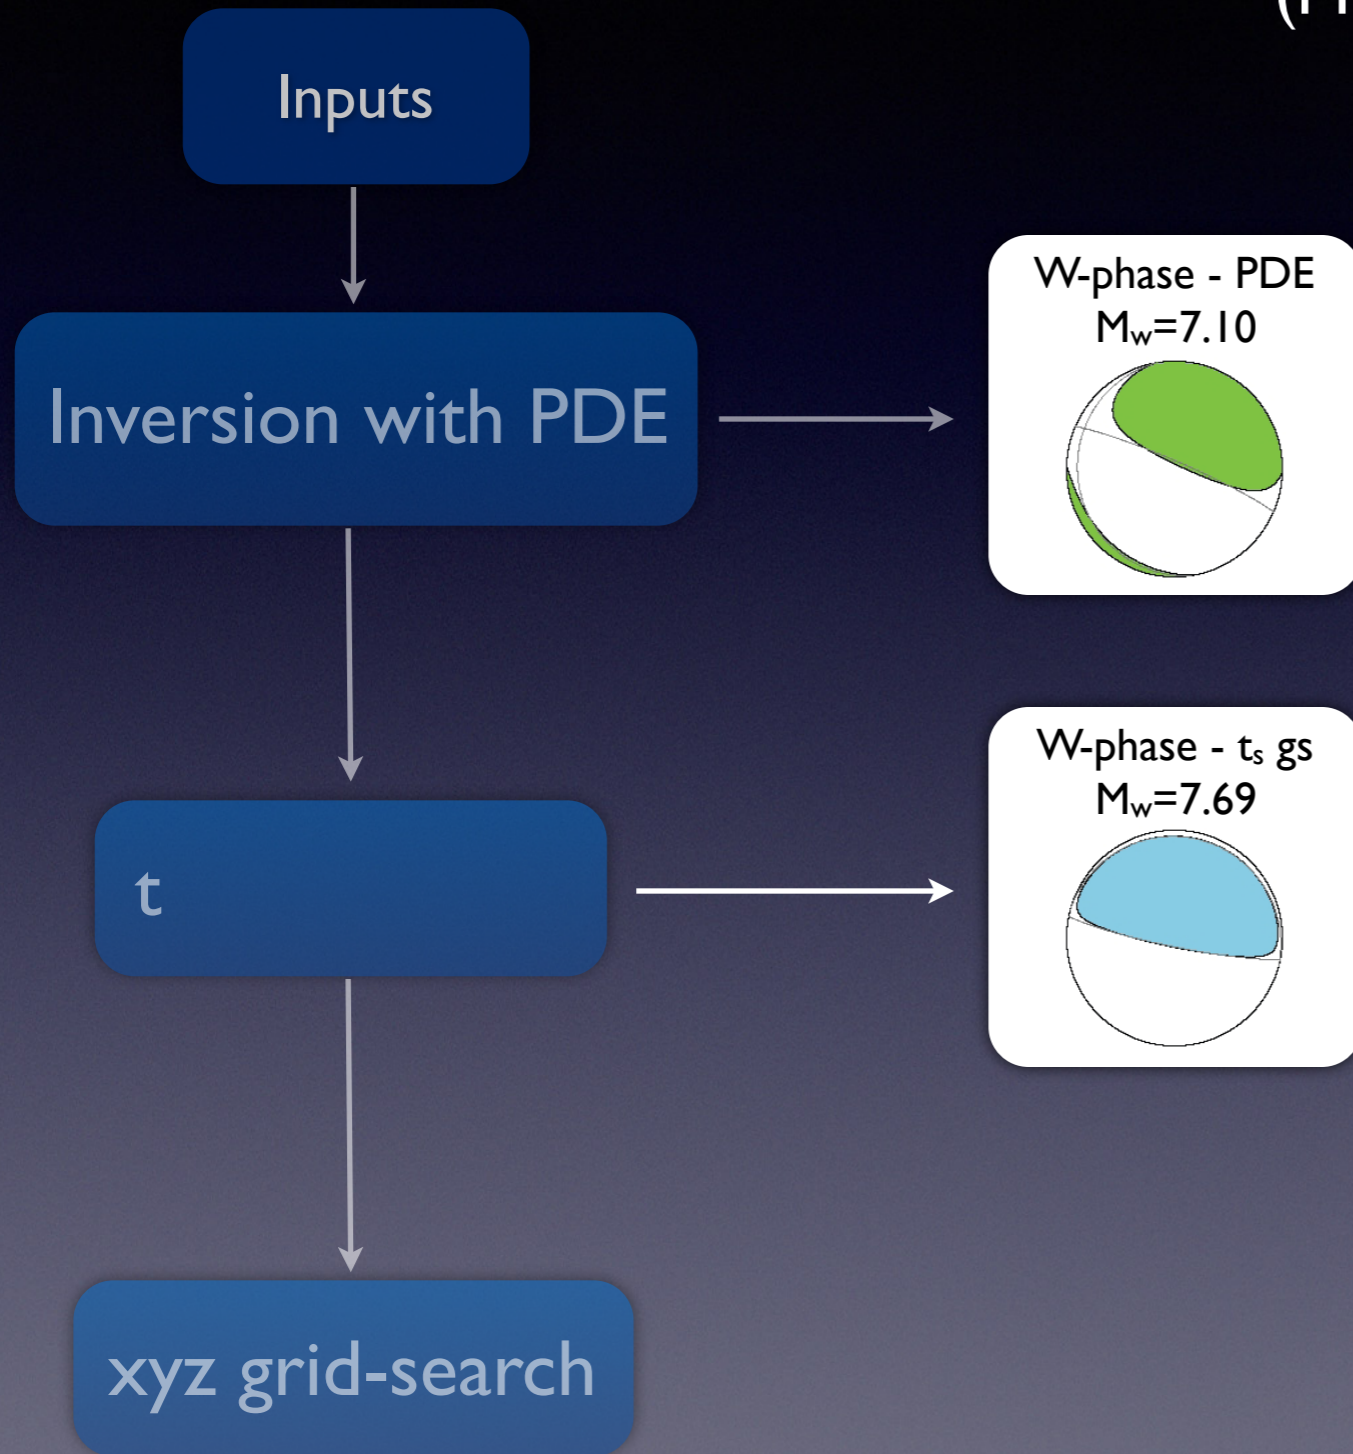 Inputs
Inversion with PDE
W-phase - PDE
Mw=7.10
t
W-phase - ts gs
Mw=7.69
xyz grid-search